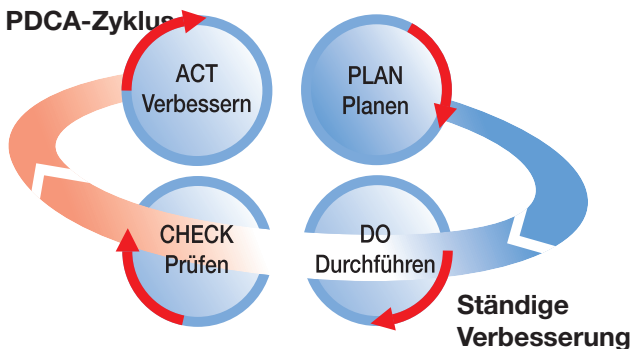 PDCA-Zyklus
ACT
Verbessern
PLAN
Planen
CHECK
Prüfen
DO
Durchführen
Ständige
Verbesserung